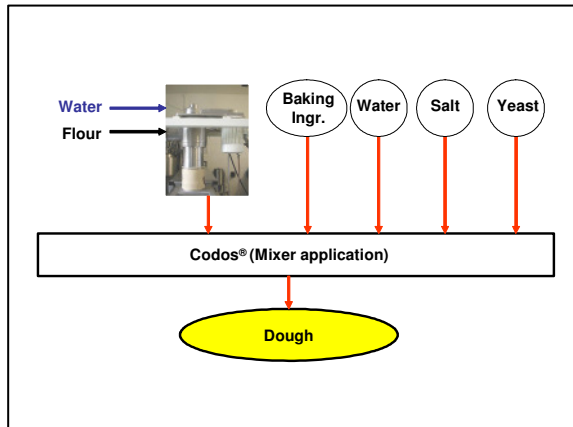 Water
Flour
Baking
Ingr.
Water
Salt
Yeast
Codos® (Mixer application)
Dough